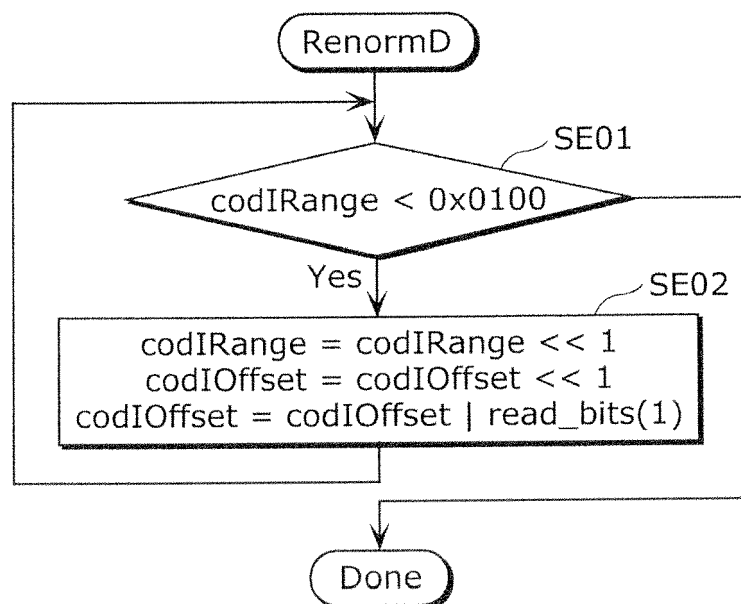 RenormD
SE01
codIRange < 0x0100
Yes
SE02
codIRange = codIRange << 1
codIOffset = codIOffset << 1
codIOffset = codIOffset | read_bits(1)
Done